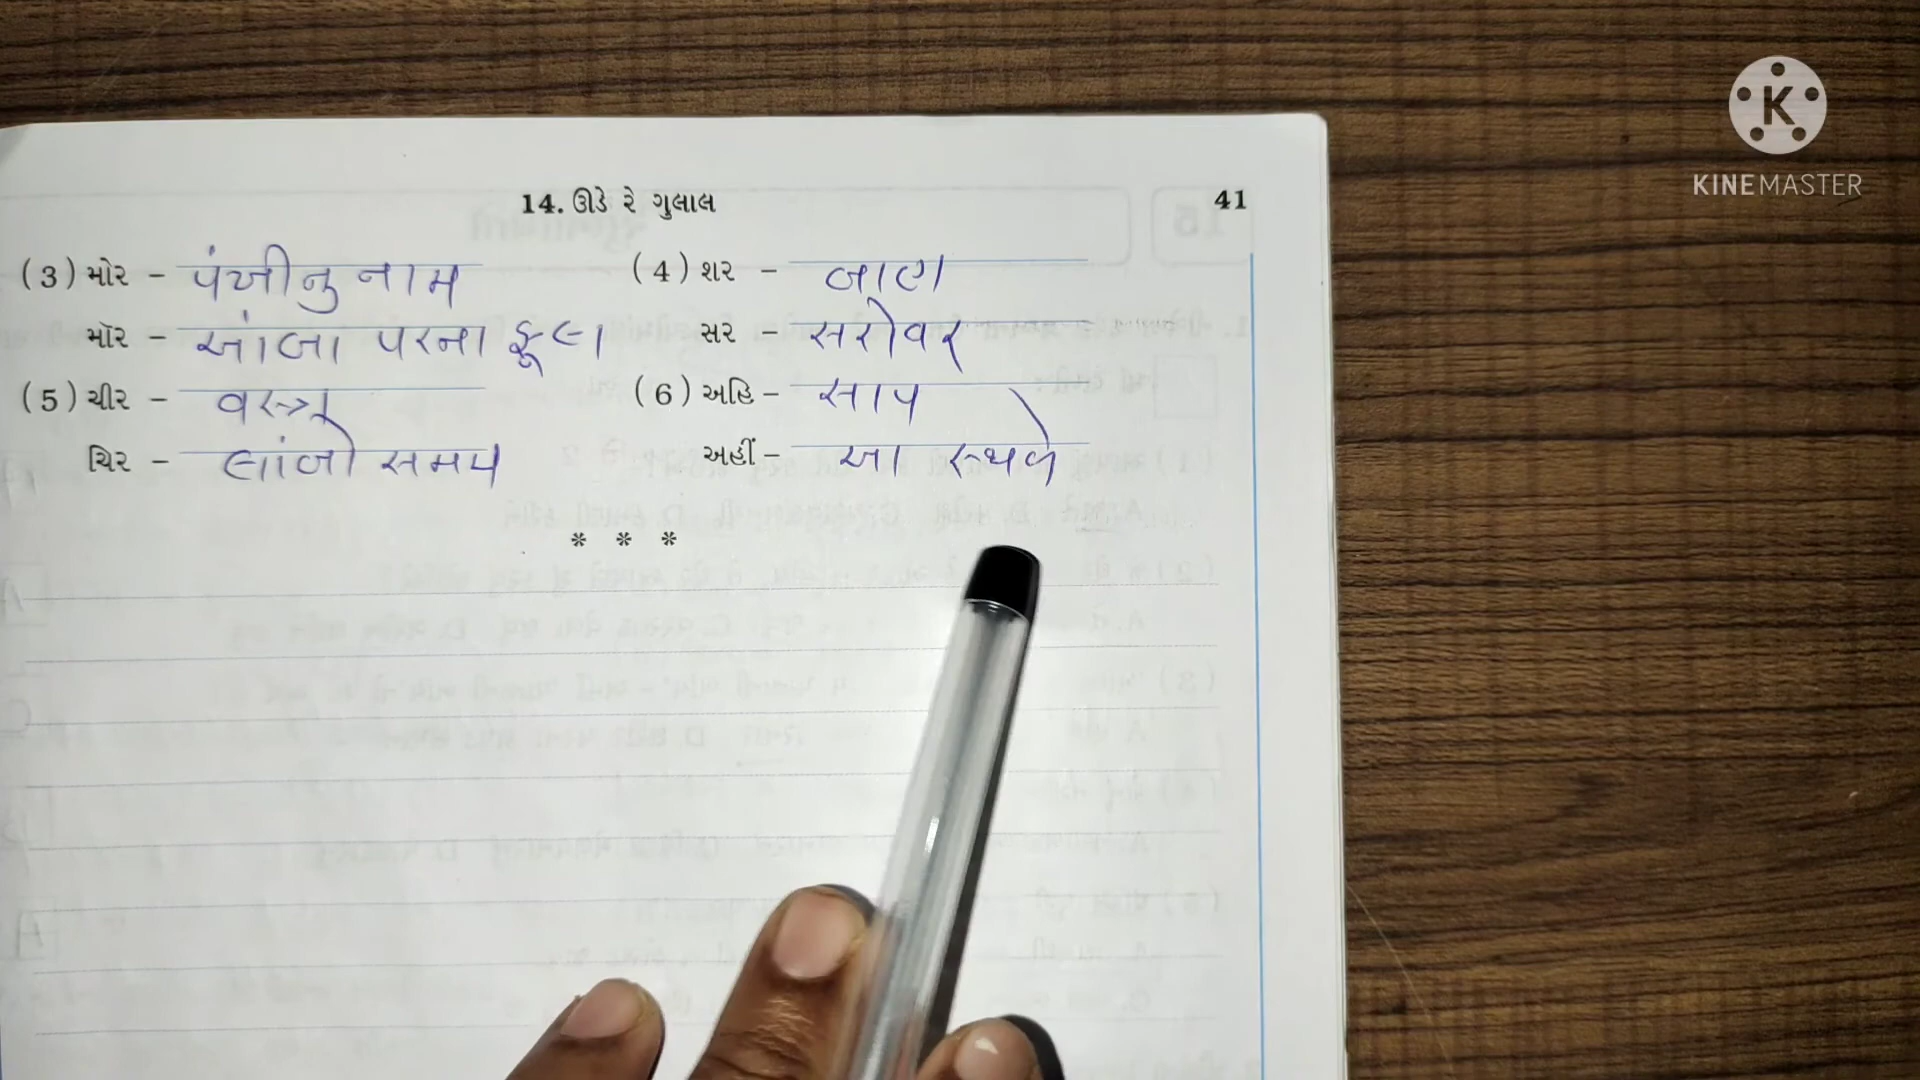 KINEMASTER
14. ઊડે રે ગુલાલ 41
(3) મોર – પંખીનુ નામ (4) શર – બાણ
મૉર – આંબા પરના ફૂલ સર – સરોવર
(5) ચીર – વસ્ત્ર (6) અહિ – સાપ
ચિર – લાંબો સમય અહીં – આ સ્થળે
* * *